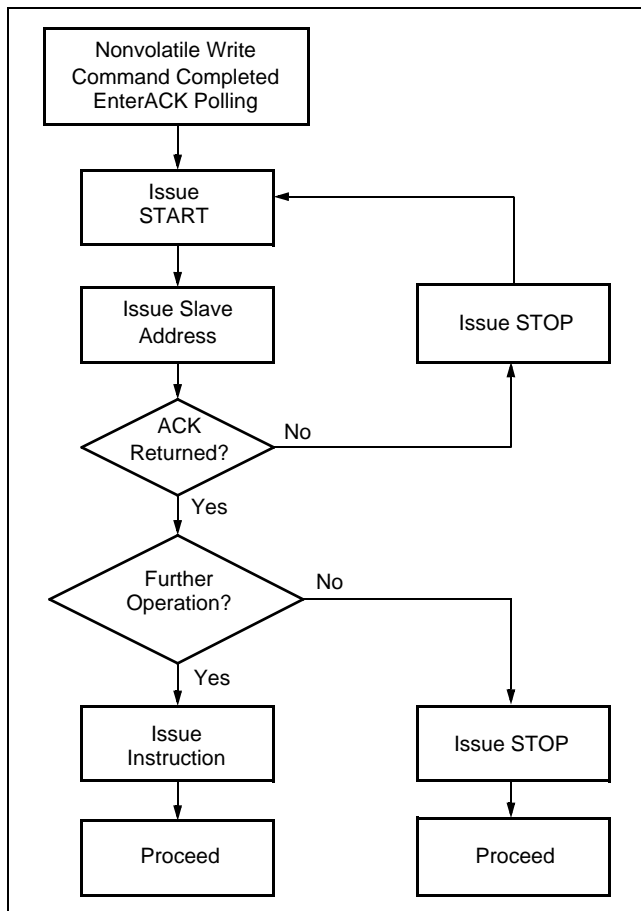 Nonvolatile Write
Command Completed
EnterACK Polling
Issue
START
Issue Slave
Address
Issue STOP
ACK
Returned?
No
Yes
Further
Operation?
No
Yes
Issue
Instruction
Issue STOP
Proceed
Proceed